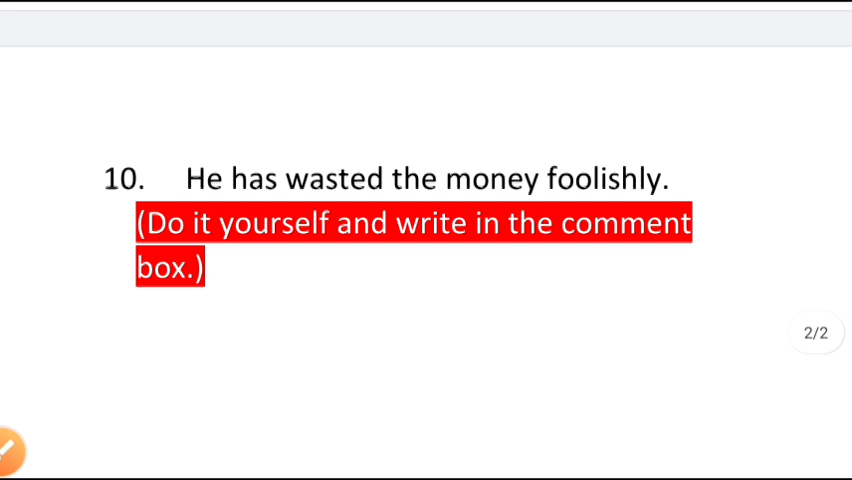 10. He has wasted the money foolishly.
(Do it yourself and write in the comment
box.)
2/2